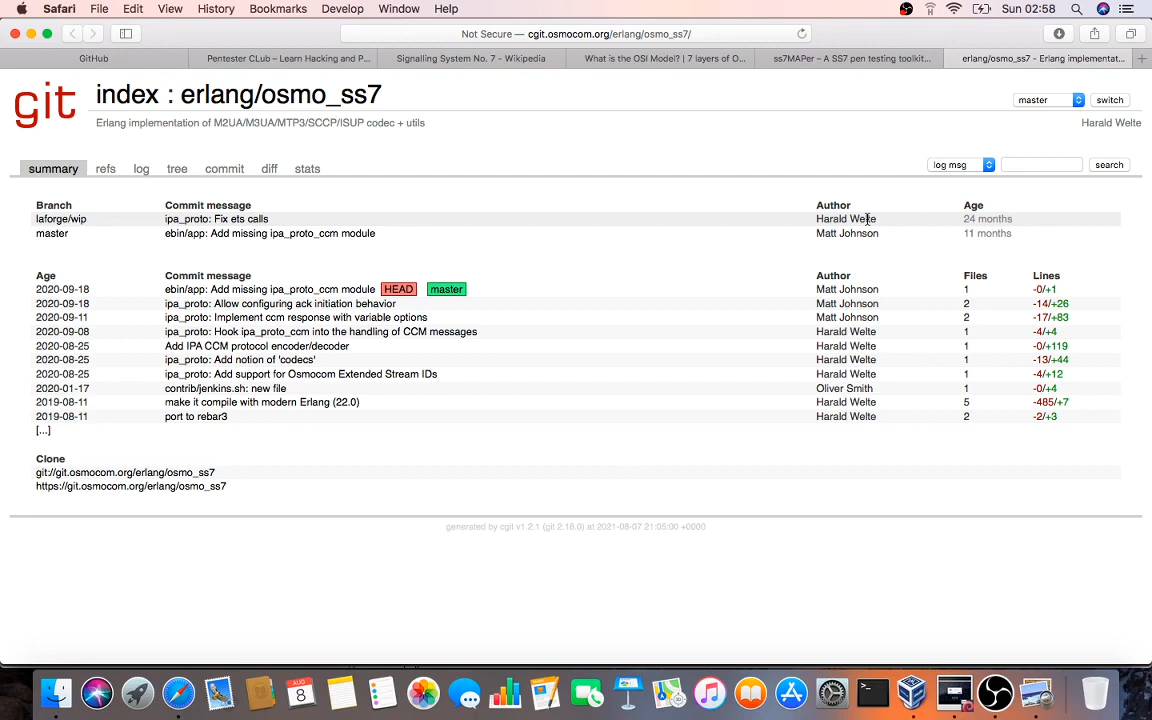 Safari File Edit View History Bookmarks Develop Window Help Sun 02:58
Not Secure — cgit.osmocom.org/erlang/osmo_ss7/
GitHub Pentester CLub – Learn Hacking and P... Signalling System No. 7 - Wikipedia What is the OSI Model? | 7 layers of O... ss7MAPer – A SS7 pen testing toolkit... erlang/osmo_ss7 - Erlang implementat...
git index : erlang/osmo_ss7 master switch
Erlang implementation of M2UA/M3UA/MTP3/SCCP/ISUP codec + utils Harald Welte
summary refs log tree commit diff stats log msg search
Branch Commit message Author Age
laforge/wip ipa_proto: Fix ets calls Harald Welte 24 months
master ebin/app: Add missing ipa_proto_ccm module Matt Johnson 11 months
Age Commit message Author Files Lines
2020-09-18 ebin/app: Add missing ipa_proto_ccm module HEAD master Matt Johnson 1 -0/+1
2020-09-18 ipa_proto: Allow configuring ack initiation behavior Matt Johnson 2 -14/+26
2020-09-11 ipa_proto: Implement ccm response with variable options Matt Johnson 2 -17/+83
2020-09-08 ipa_proto: Hook ipa_proto_ccm into the handling of CCM messages Harald Welte 1 -4/+4
2020-08-25 Add IPA CCM protocol encoder/decoder Harald Welte 1 -0/+119
2020-08-25 ipa_proto: Add notion of 'codecs' Harald Welte 1 -13/+44
2020-08-25 ipa_proto: Add support for Osmocom Extended Stream IDs Harald Welte 1 -4/+12
2020-01-17 contrib/jenkins.sh: new file Oliver Smith 1 -0/+4
2019-08-11 make it compile with modern Erlang (22.0) Harald Welte 5 -485/+7
2019-08-11 port to rebar3 Harald Welte 2 -2/+3
[...]
Clone
git://git.osmocom.org/erlang/osmo_ss7
https://git.osmocom.org/erlang/osmo_ss7
generated by cgit v1.2.1 (git 2.18.0) at 2021-08-07 21:05:00 +0000
AUG
8